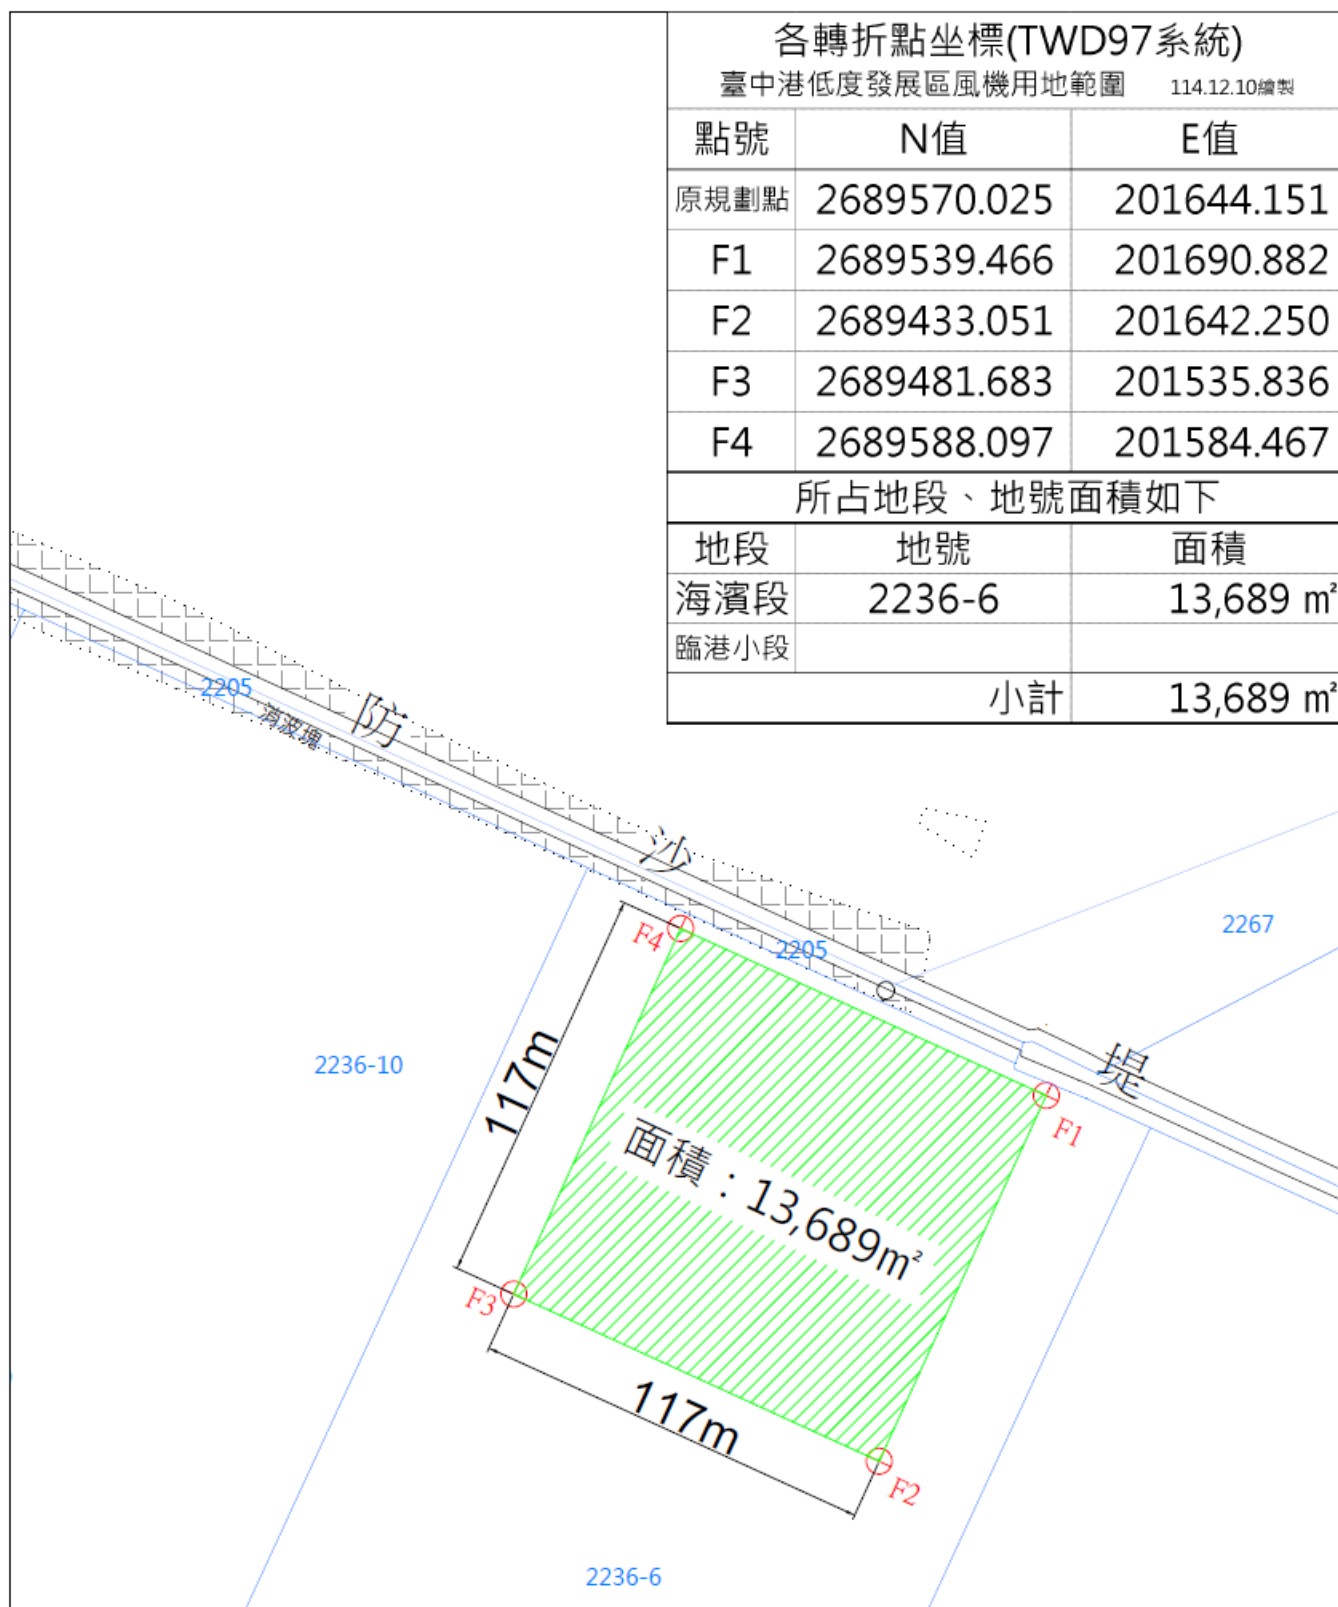 各轉折點坐標(TWD97系統)
臺中港低度發展區風機用地範圍 114.12.10繪製
點號 N值 E值
原規劃點 2689570.025 201644.151
F1 2689539.466 201690.882
F2 2689433.051 201642.250
F3 2689481.683 201535.836
F4 2689588.097 201584.467
所占地段、地號面積如下
地段 地號 面積
海濱段 2236-6 13,689 ㎡
臨港小段
小計 13,689 ㎡
2205
消波塊
防
沙
堤
2267
F4
2205
2236-10
117m
F1
面積：13,689㎡
F3
117m
F2
2236-6